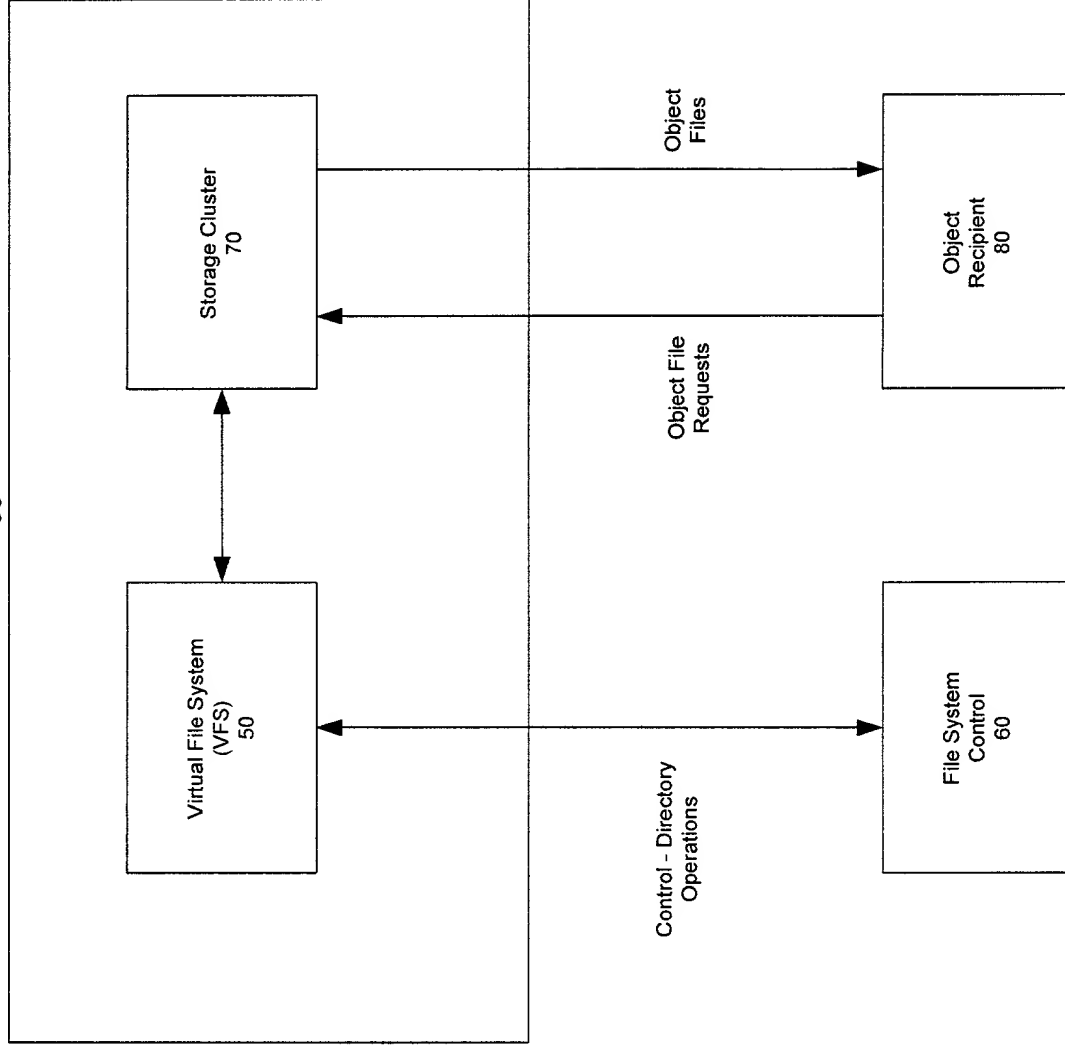 Virtual File System
(VFS)
50
Storage Cluster
70
Control - Directory
Operations
Object File
Requests
Object
Files
File System
Control
60
Object
Recipient
80